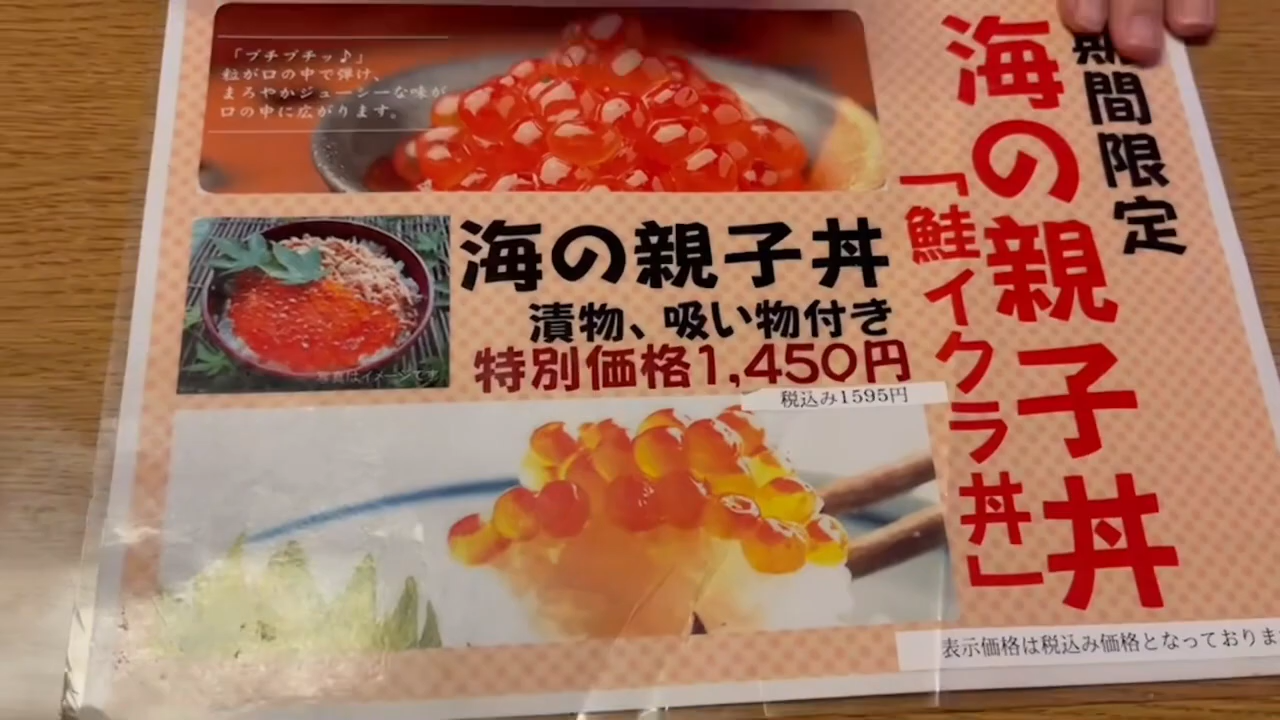 期間限定
海の親子丼
「鮭イクラ丼」
「プチプチッ♪」
粒が口の中で弾け、
まろやかジューシーな味が
口の中に広がります。
海の親子丼
漬物、吸い物付き
特別価格1,450円
税込み1595円
写真はイメージです
表示価格は税込み価格となっておりま